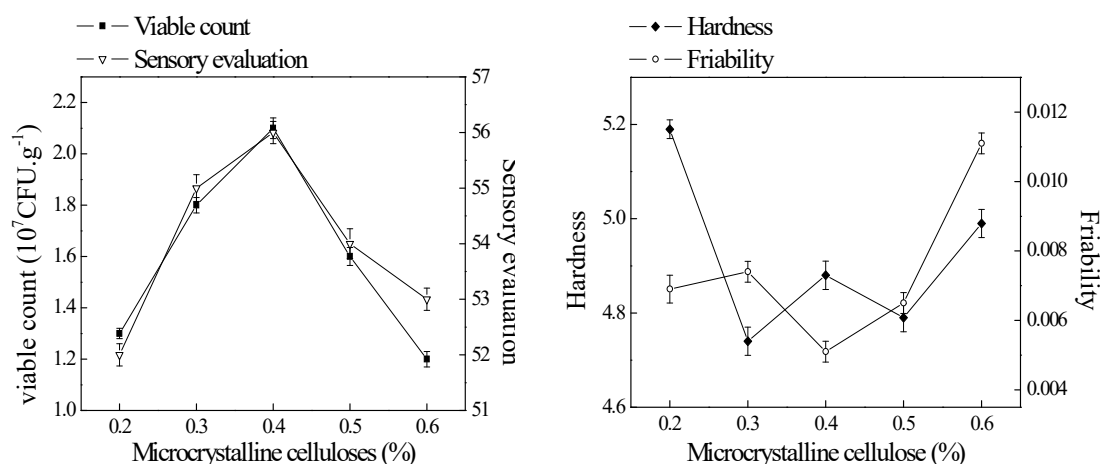 Viable count
Sensory evaluation
viable count (10⁷CFU.g⁻¹)
2.2
2.0
1.8
1.6
1.4
1.2
1.0
57
56
55
54
53
52
51
Sensory evaluation
0.2 0.3 0.4 0.5 0.6
Microcrystalline celluloses (%)
Hardness
Friability
Hardness
5.2
5.0
4.8
4.6
0.012
0.010
0.008
0.006
0.004
Friability
0.2 0.3 0.4 0.5 0.6
Microcrystalline cellulose (%)